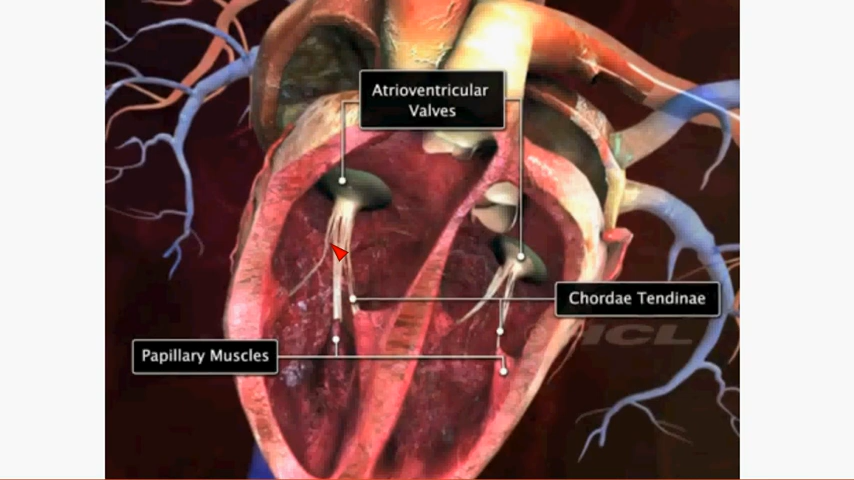 Atrioventricular
Valves
Chordae Tendinae
Papillary Muscles